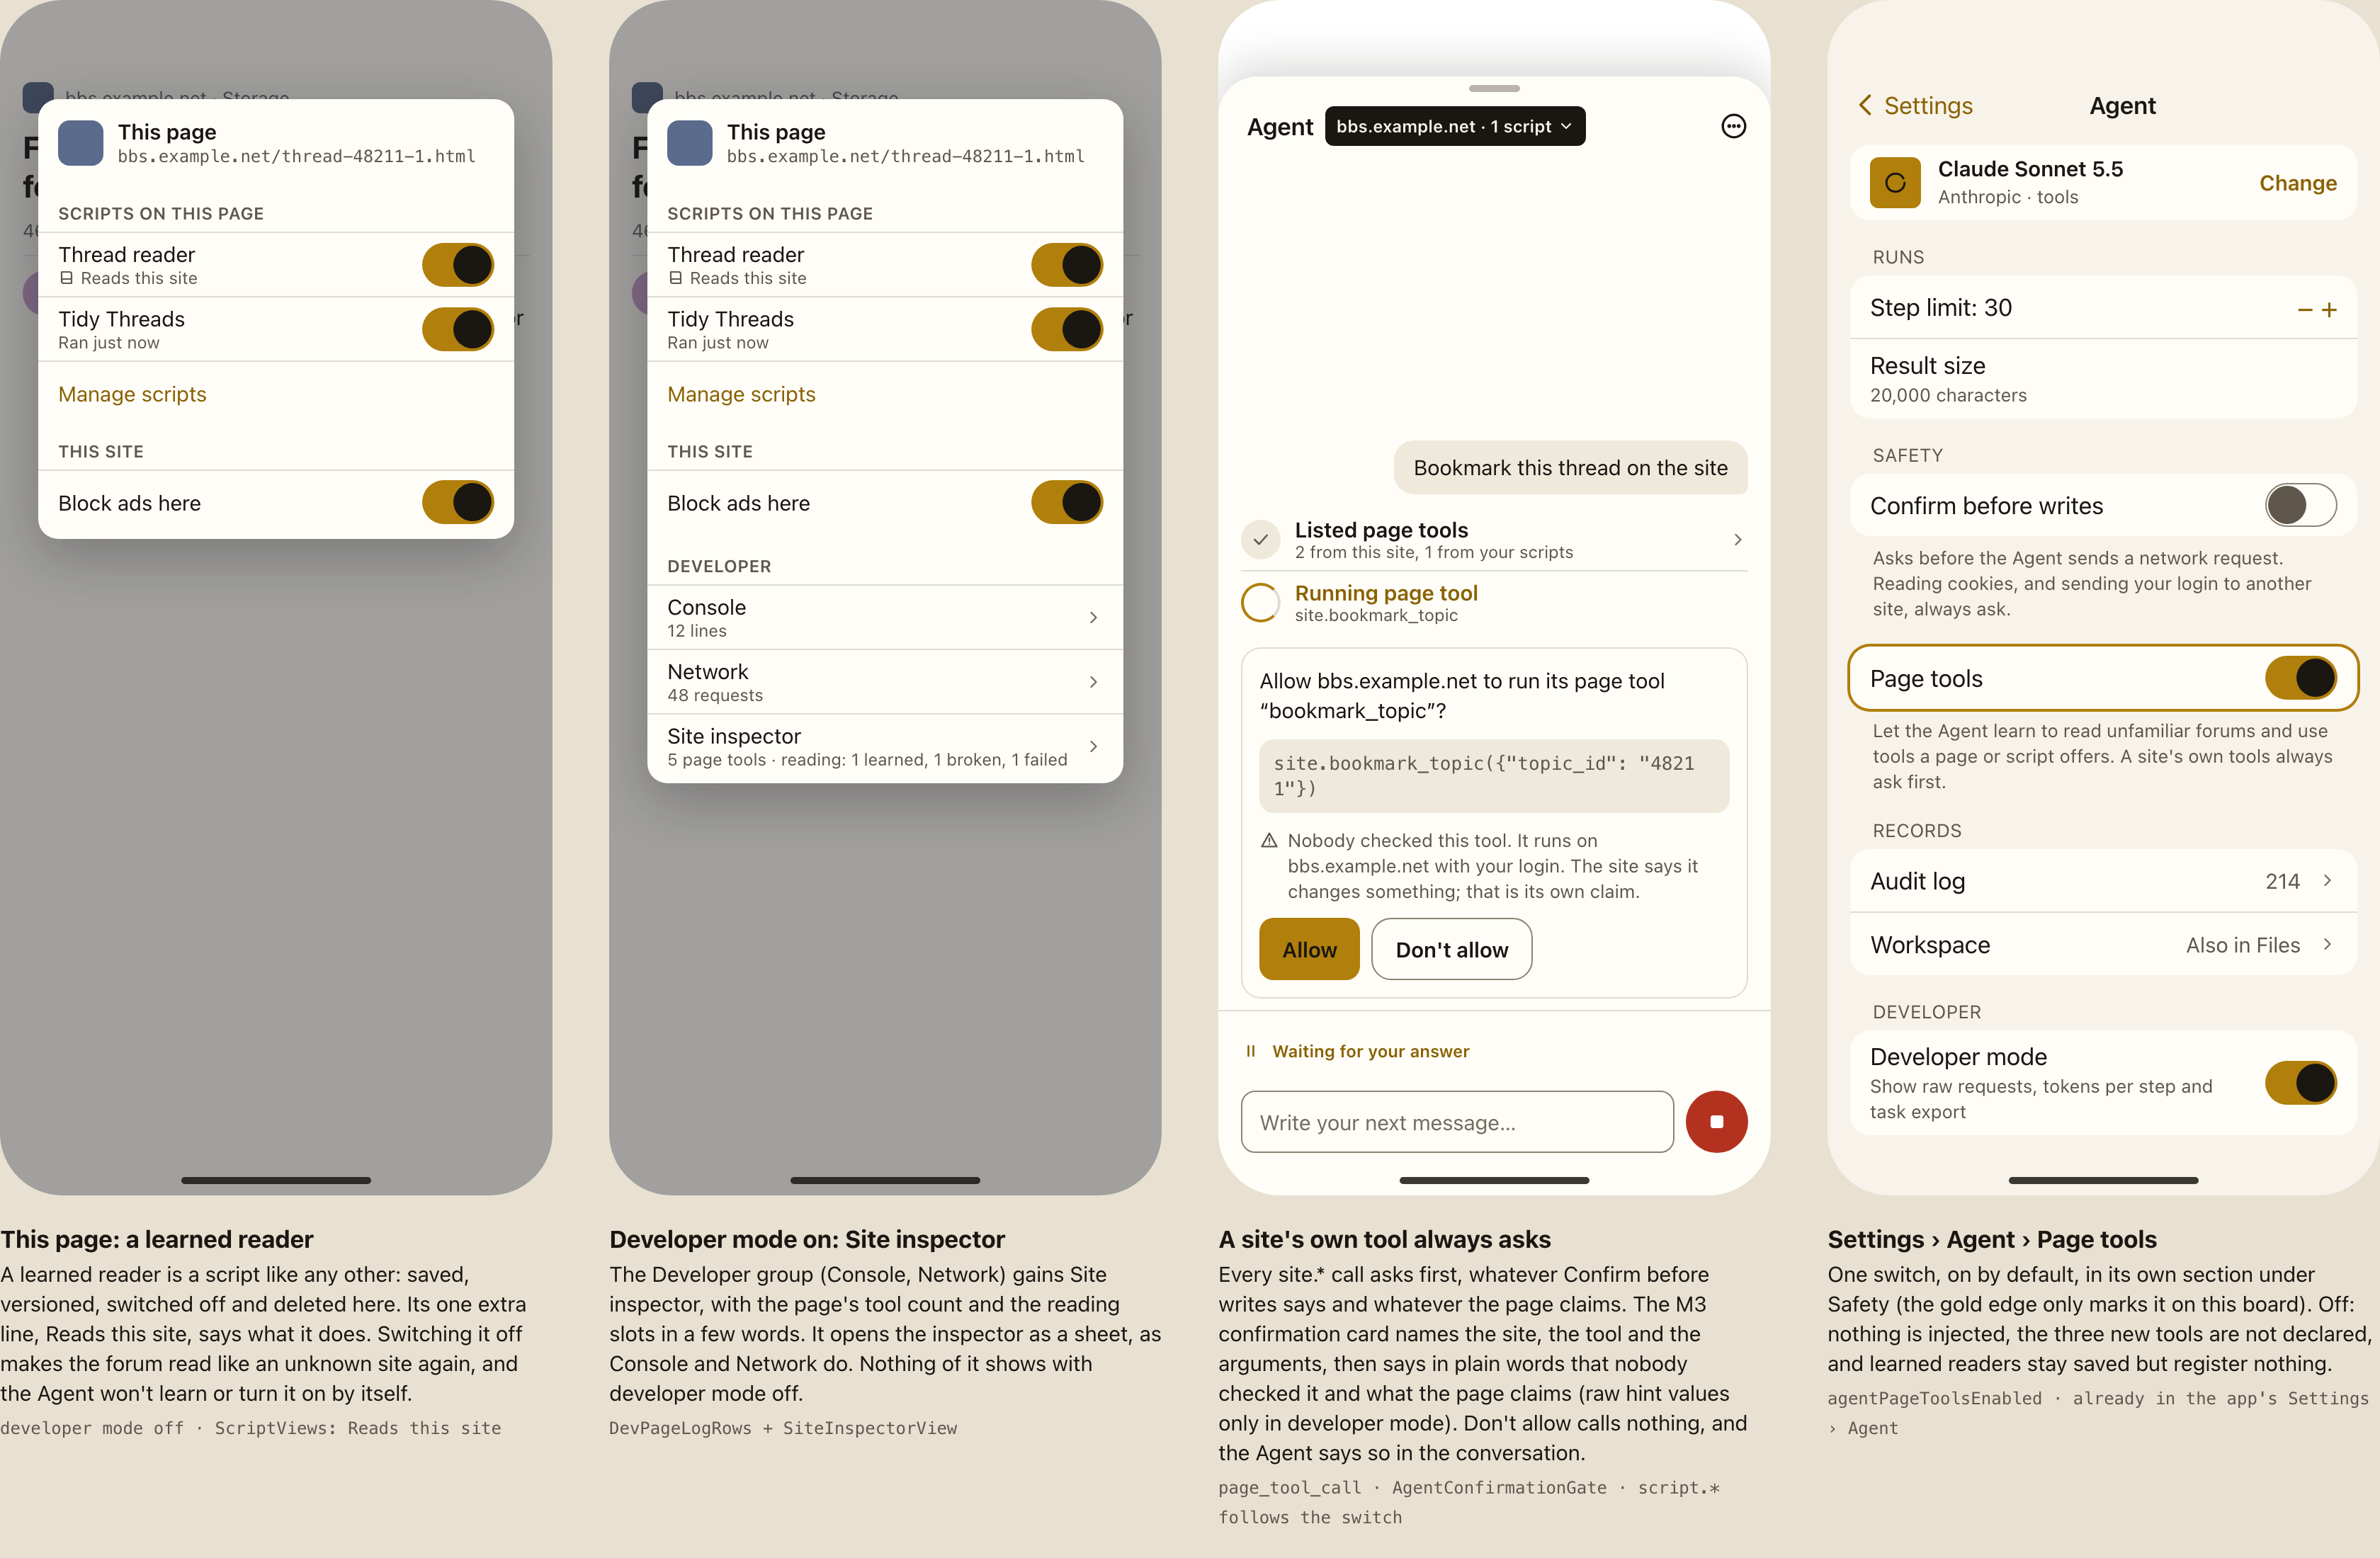 bbs.example.net · Storage
This page
bbs.example.net/thread-48211-1.html
SCRIPTS ON THIS PAGE
Thread reader
Reads this site
Tidy Threads
Ran just now
Manage scripts
THIS SITE
Block ads here
This page: a learned reader
A learned reader is a script like any other: saved,
versioned, switched off and deleted here. Its one extra
line, Reads this site, says what it does. Switching it off
makes the forum read like an unknown site again, and
the Agent won't learn or turn it on by itself.
developer mode off · ScriptViews: Reads this site
bbs.example.net · Storage
This page
bbs.example.net/thread-48211-1.html
SCRIPTS ON THIS PAGE
Thread reader
Reads this site
Tidy Threads
Ran just now
Manage scripts
THIS SITE
Block ads here
DEVELOPER
Console
12 lines
Network
48 requests
Site inspector
5 page tools · reading: 1 learned, 1 broken, 1 failed
Developer mode on: Site inspector
The Developer group (Console, Network) gains Site
inspector, with the page's tool count and the reading
slots in a few words. It opens the inspector as a sheet, as
Console and Network do. Nothing of it shows with
developer mode off.
DevPageLogRows + SiteInspectorView
Agent
bbs.example.net · 1 script
Bookmark this thread on the site
Listed page tools
2 from this site, 1 from your scripts
Running page tool
site.bookmark_topic
Allow bbs.example.net to run its page tool
“bookmark_topic”?
site.bookmark_topic({"topic_id": "4821
1"})
Nobody checked this tool. It runs on
bbs.example.net with your login. The site says it
changes something; that is its own claim.
Allow
Don't allow
Waiting for your answer
Write your next message...
A site's own tool always asks
Every site.* call asks first, whatever Confirm before
writes says and whatever the page claims. The M3
confirmation card names the site, the tool and the
arguments, then says in plain words that nobody
checked it and what the page claims (raw hint values
only in developer mode). Don't allow calls nothing, and
the Agent says so in the conversation.
page_tool_call · AgentConfirmationGate · script.*
follows the switch
Settings
Agent
Claude Sonnet 5.5
Anthropic · tools
Change
RUNS
Step limit: 30
− +
Result size
20,000 characters
SAFETY
Confirm before writes
Asks before the Agent sends a network request.
Reading cookies, and sending your login to another
site, always ask.
Page tools
Let the Agent learn to read unfamiliar forums and use
tools a page or script offers. A site's own tools always
ask first.
RECORDS
Audit log
214
Workspace
Also in Files
DEVELOPER
Developer mode
Show raw requests, tokens per step and
task export
Settings › Agent › Page tools
One switch, on by default, in its own section under
Safety (the gold edge only marks it on this board). Off:
nothing is injected, the three new tools are not declared,
and learned readers stay saved but register nothing.
agentPageToolsEnabled · already in the app's Settings
› Agent